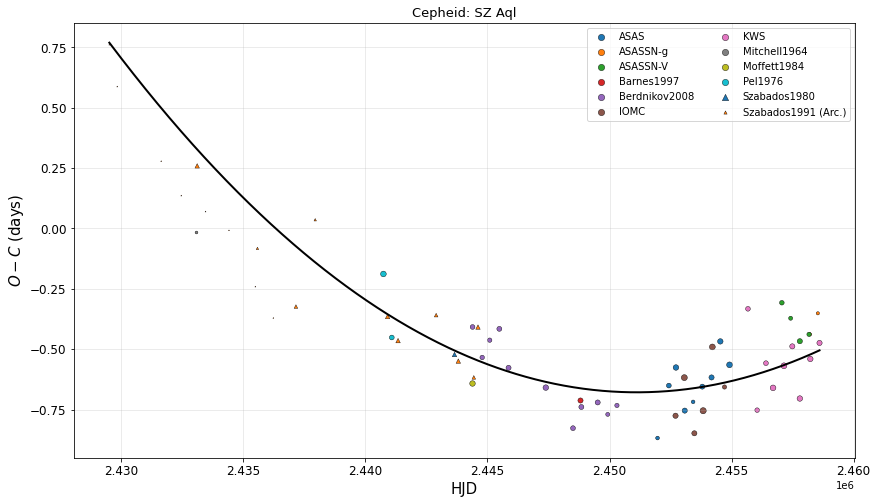 Cepheid: SZ Aql
ASAS
ASASSN-g
ASASSN-V
Barnes1997
Berdnikov2008
IOMC
KWS
Mitchell1964
Moffett1984
Pel1976
Szabados1980
Szabados1991 (Arc.)
O − C (days)
0.75
0.50
0.25
0.00
−0.25
−0.50
−0.75
2.430
2.435
2.440
2.445
2.450
2.455
2.460
1e6
HJD